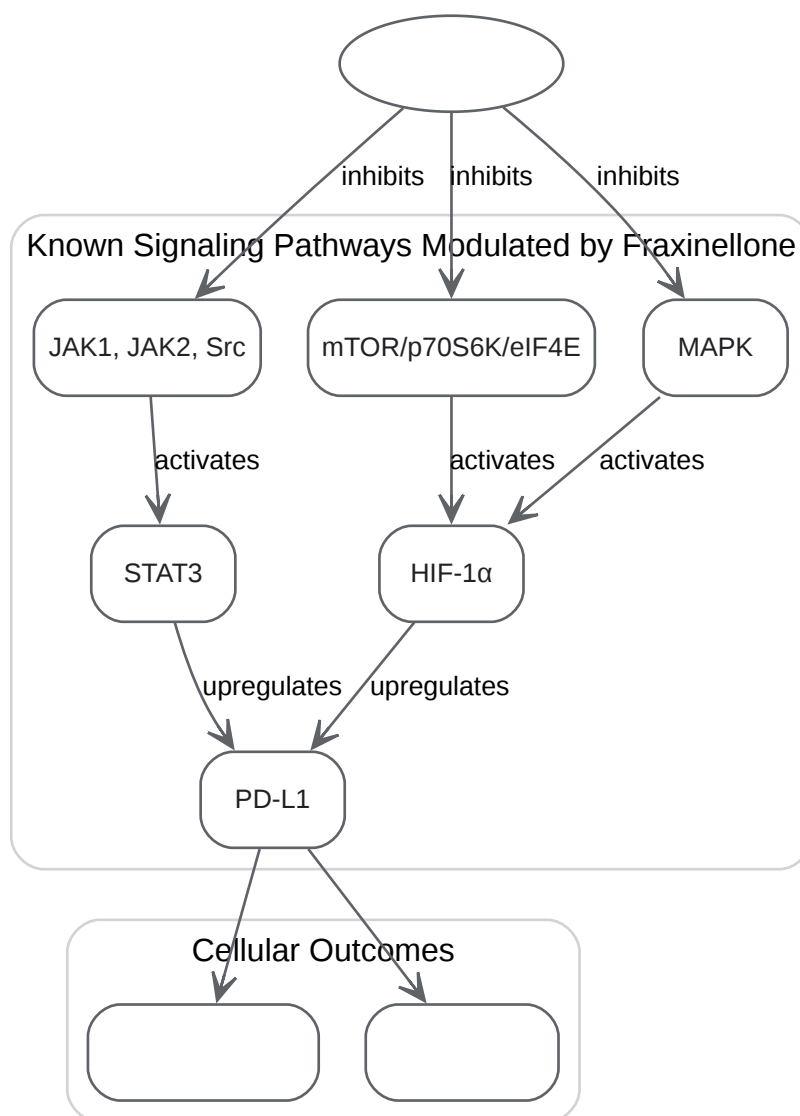 inhibits
inhibits
inhibits
Known Signaling Pathways Modulated by Fraxinellone
JAK1, JAK2, Src
mTOR/p70S6K/eIF4E
MAPK
activates
activates
activates
STAT3
HIF-1α
upregulates
upregulates
PD-L1
Cellular Outcomes